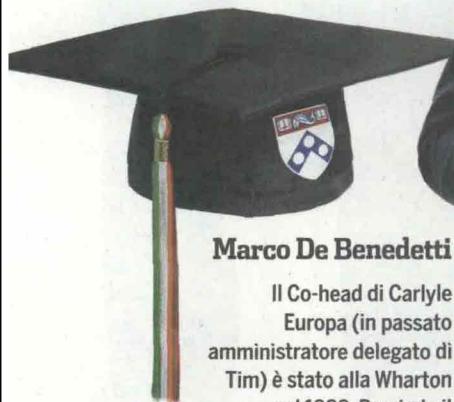 Marco De Benedetti
Il Co-head di Carlyle
Europa (in passato
amministratore delegato di
Tim) è stato alla Wharton